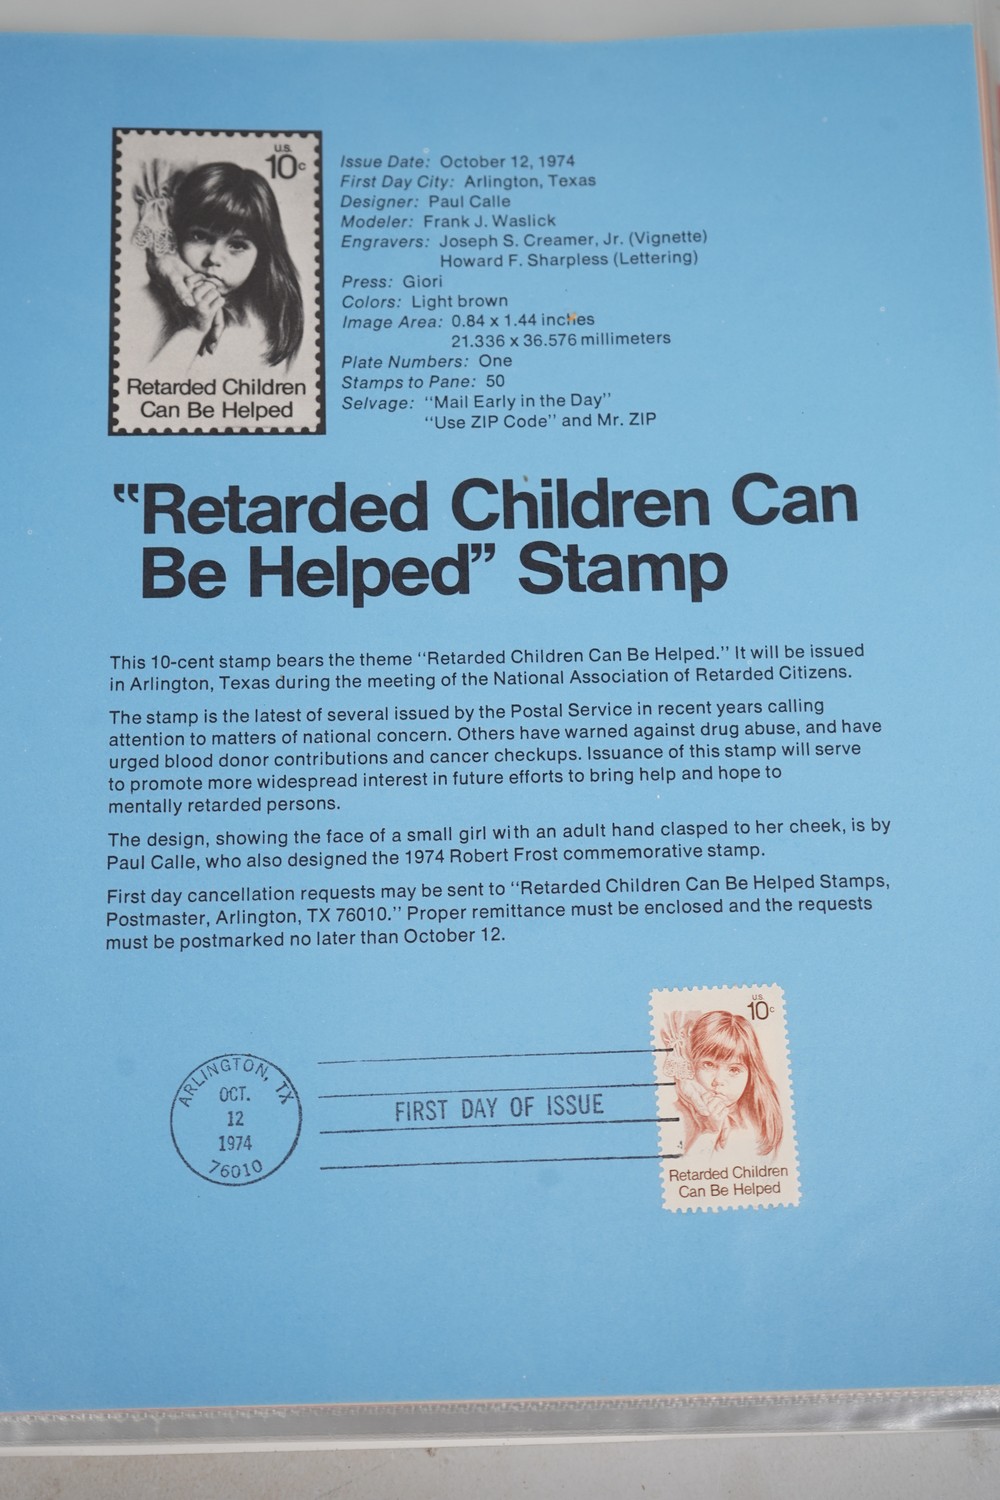 U.S.
10c
Retarded Children
Can Be Helped
Issue Date: October 12, 1974
First Day City: Arlington, Texas
Designer: Paul Calle
Modeler: Frank J. Waslick
Engravers: Joseph S. Creamer, Jr. (Vignette)
Howard F. Sharpless (Lettering)
Press: Giori
Colors: Light brown
Image Area: 0.84 x 1.44 inches
21.336 x 36.576 millimeters
Plate Numbers: One
Stamps to Pane: 50
Selvage: "Mail Early in the Day"
"Use ZIP Code" and Mr. ZIP
"Retarded Children Can
Be Helped" Stamp
This 10-cent stamp bears the theme "Retarded Children Can Be Helped." It will be issued
in Arlington, Texas during the meeting of the National Association of Retarded Citizens.
The stamp is the latest of several issued by the Postal Service in recent years calling
attention to matters of national concern. Others have warned against drug abuse, and have
urged blood donor contributions and cancer checkups. Issuance of this stamp will serve
to promote more widespread interest in future efforts to bring help and hope to
mentally retarded persons.
The design, showing the face of a small girl with an adult hand clasped to her cheek, is by
Paul Calle, who also designed the 1974 Robert Frost commemorative stamp.
First day cancellation requests may be sent to "Retarded Children Can Be Helped Stamps,
Postmaster, Arlington, TX 76010." Proper remittance must be enclosed and the requests
must be postmarked no later than October 12.
ARLINGTON, TX
OCT.
12
1974
76010
FIRST DAY OF ISSUE
U.S.
10c
Retarded Children
Can Be Helped